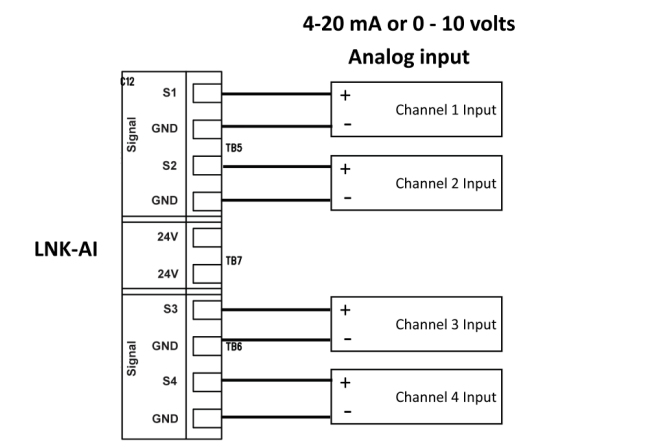 4-20 mA or 0 - 10 volts
Analog input
C12
S1
+
Channel 1 Input
Signal
GND
-
TB5
S2
+
Channel 2 Input
GND
-
24V
LNK-AI
TB7
24V
S3
+
Channel 3 Input
GND
TB6
-
Signal
S4
+
Channel 4 Input
GND
-